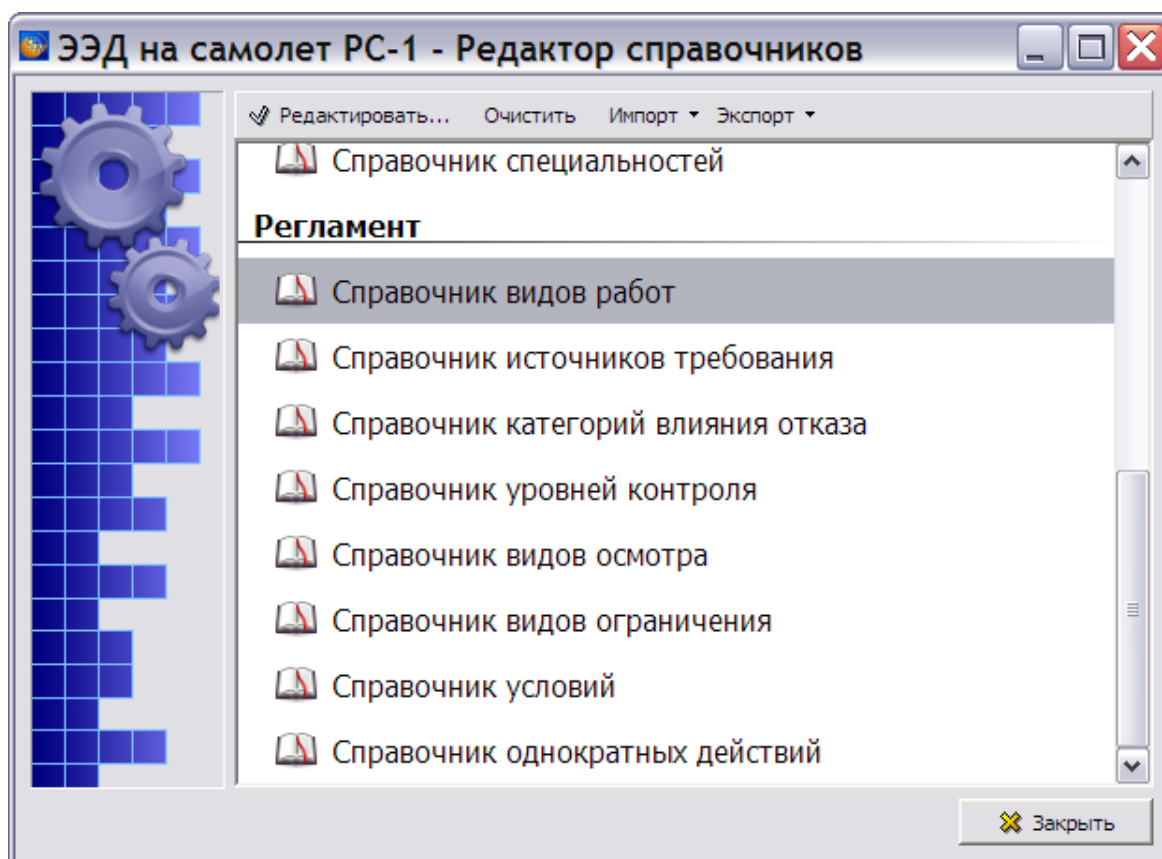 ЭЭД на самолет РС-1 - Редактор справочников
Редактировать... Очистить Импорт Экспорт
Справочник специальностей
Регламент
Справочник видов работ
Справочник источников требования
Справочник категорий влияния отказа
Справочник уровней контроля
Справочник видов осмотра
Справочник видов ограничения
Справочник условий
Справочник однократных действий
Закрыть